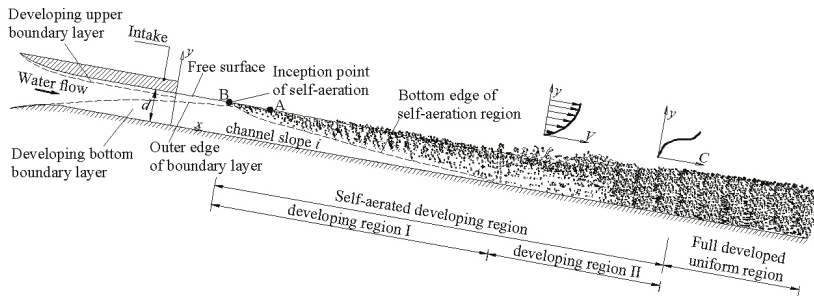 Developing upper
boundary layer
Intake
y
Free surface
Water flow
d
x
B
A
Inception point
of self-aeration
Bottom edge of
self-aeration region
y
V
y
C
Developing bottom
boundary layer
Outer edge
of boundary layer
channel slope i
Self-aerated developing region
developing region I
developing region II
Full developed
uniform region